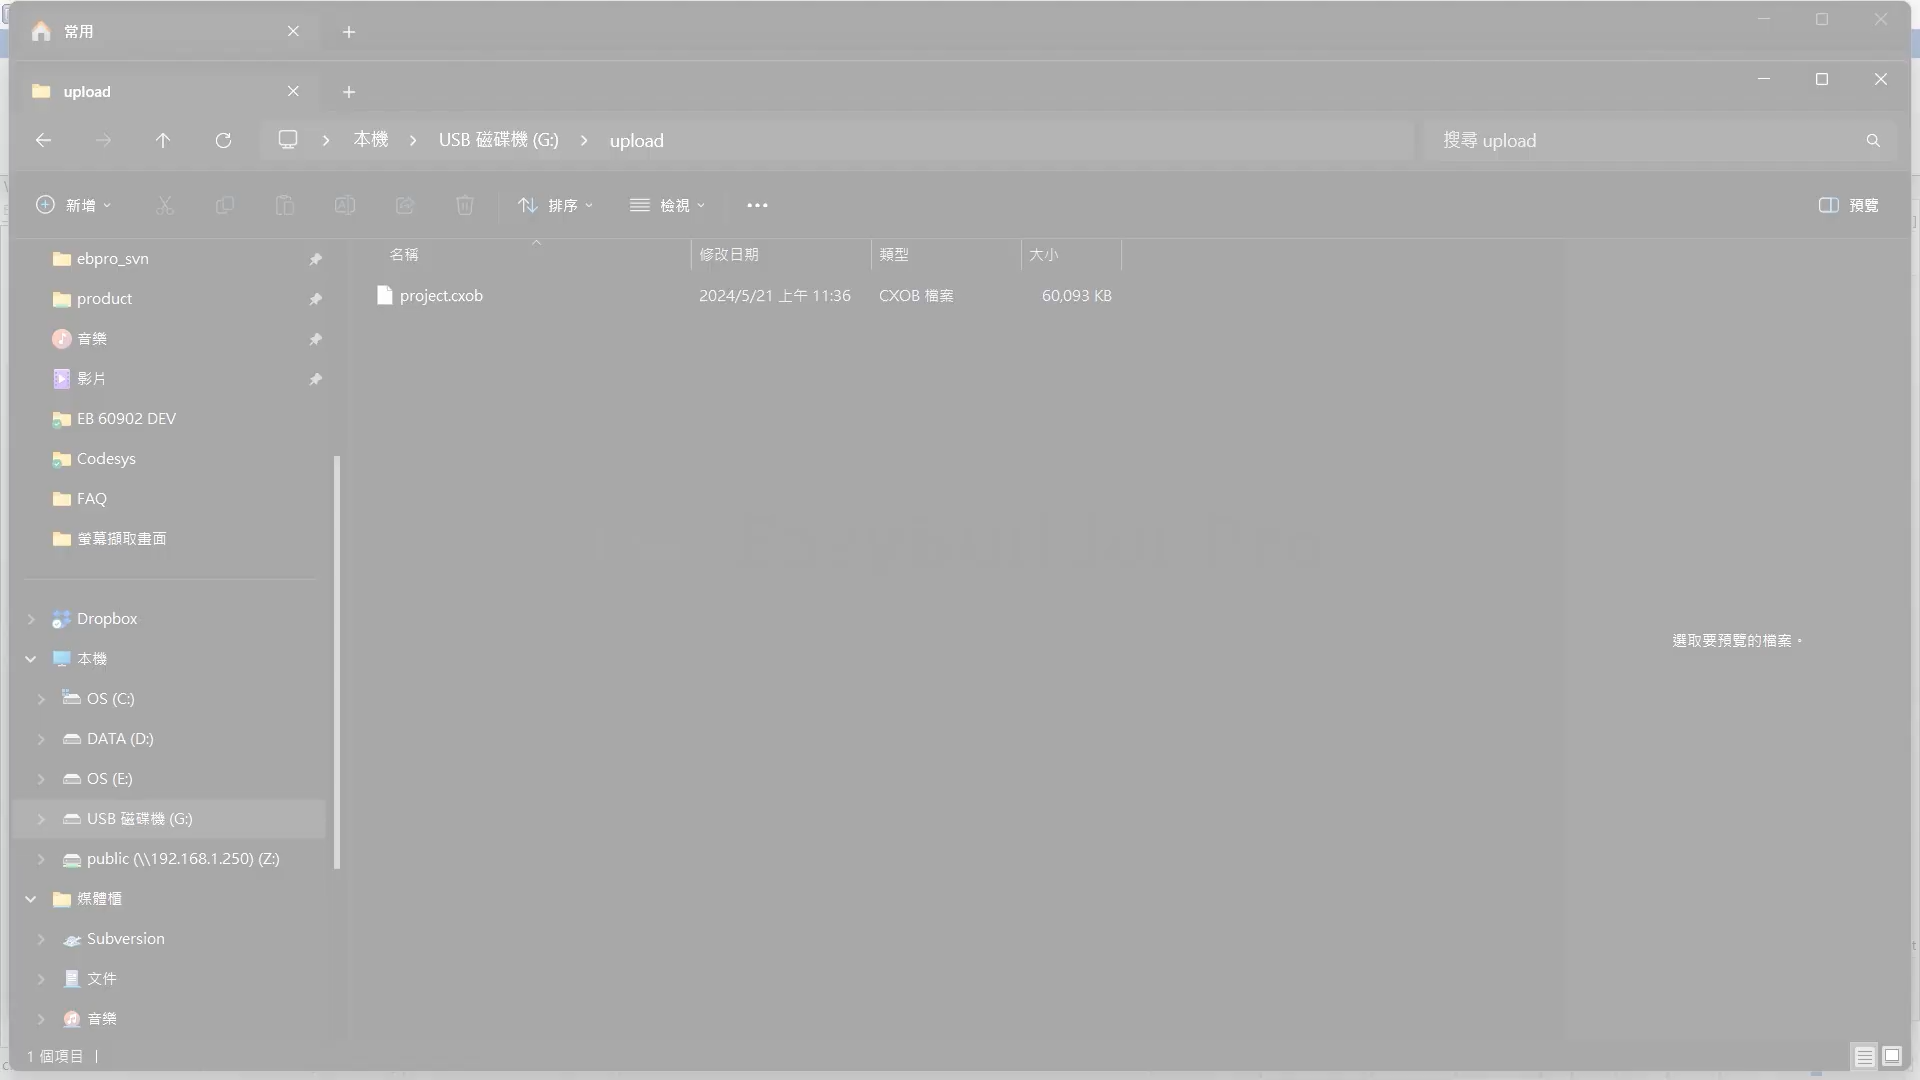 常用
upload
本機 USB 磁碟機 (G:) upload
搜尋 upload
新增
排序
檢視
預覽
名稱 修改日期 類型 大小
project.cxob 2024/5/21 上午 11:36 CXOB 檔案 60,093 KB
ebpro_svn
product
音樂
影片
EB 60902 DEV
Codesys
FAQ
螢幕擷取畫面
Dropbox
本機
OS (C:)
DATA (D:)
OS (E:)
USB 磁碟機 (G:)
public (\\192.168.1.250) (Z:)
媒體櫃
Subversion
文件
音樂
選取要預覽的檔案。
1 個項目